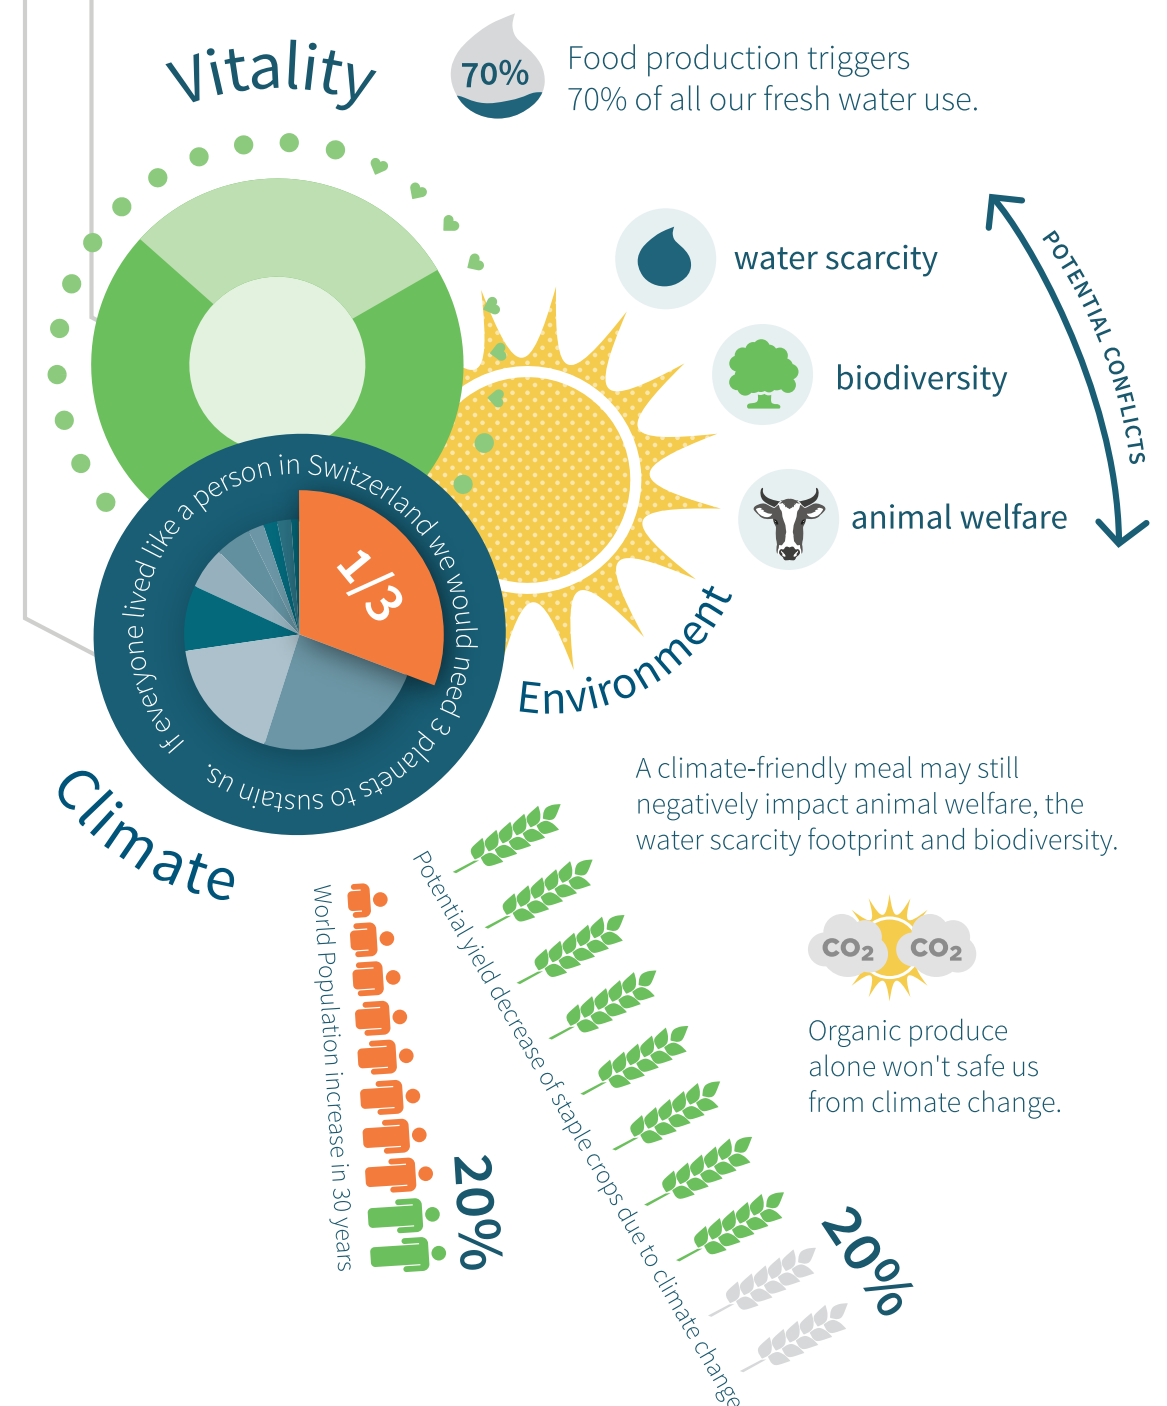 Vitality
70%
Food production triggers
70% of all our fresh water use.
water scarcity
biodiversity
animal welfare
POTENTIAL CONFLICTS
If everyone lived like a person in Switzerland we would need 3 planets to sustain us.
1/3
Environment
Climate
A climate-friendly meal may still
negatively impact animal welfare, the
water scarcity footprint and biodiversity.
CO2 CO2
Organic produce
alone won't safe us
from climate change.
World Population increase in 30 years
20%
Potential yield decrease of staple crops due to climate change
20%